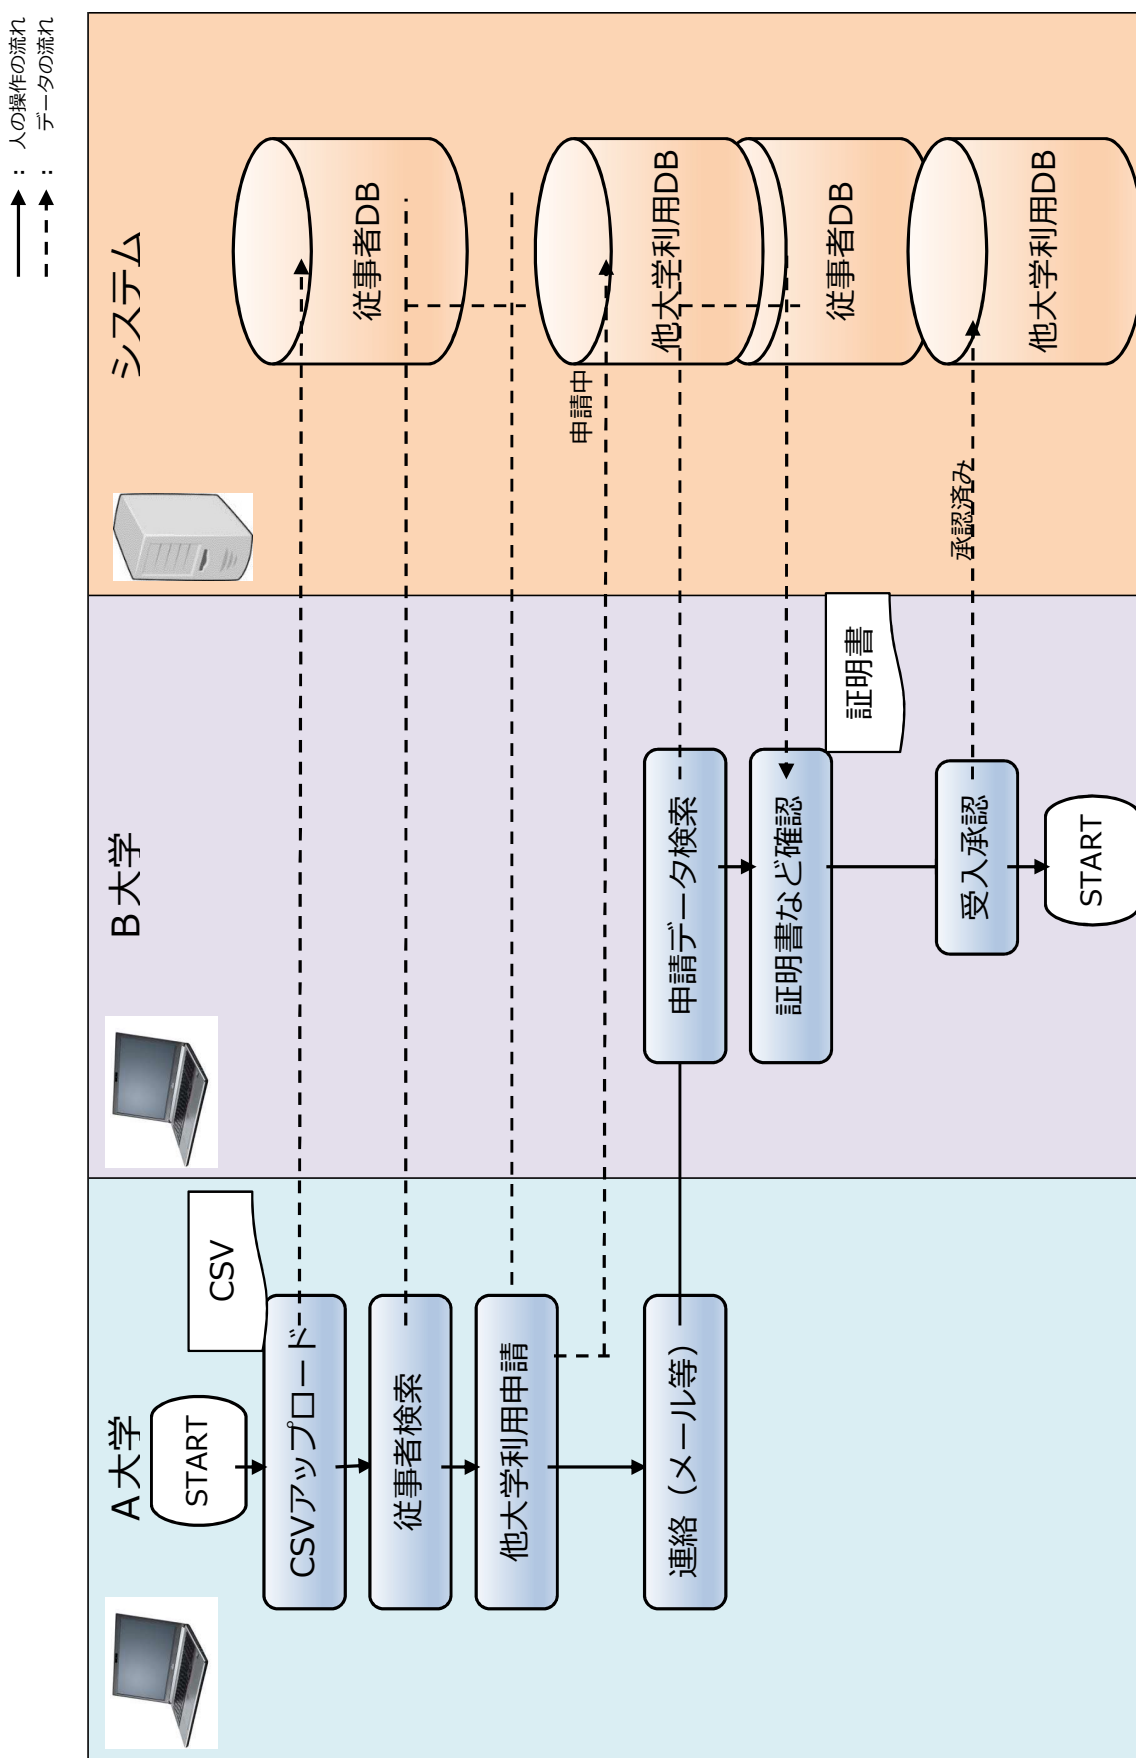 ：人の操作の流れ
：データの流れ
A大学
B大学
システム
START
CSV
CSVアップロード
従事者DB
従事者検索
他大学利用申請
申請中
他大学利用DB
連絡（メール等）
申請データ検索
証明書など確認
証明書
従事者DB
受入承認
承認済み
他大学利用DB
START